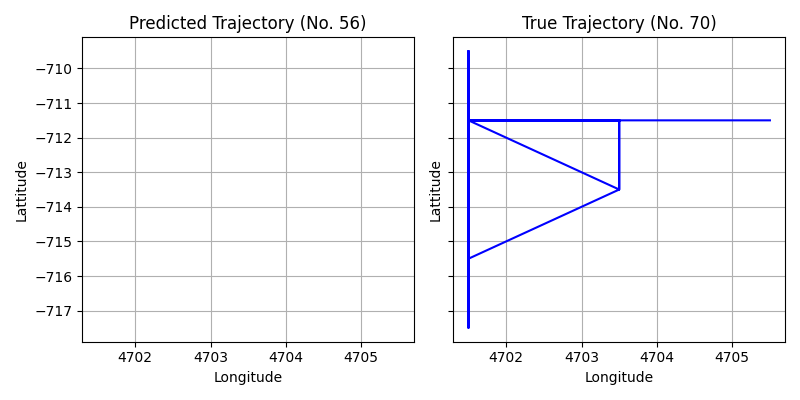 Predicted Trajectory (No. 56)
True Trajectory (No. 70)
Lattitude
−710
−711
−712
−713
−714
−715
−716
−717
4702 4703 4704 4705
Longitude
Lattitude
4702 4703 4704 4705
Longitude